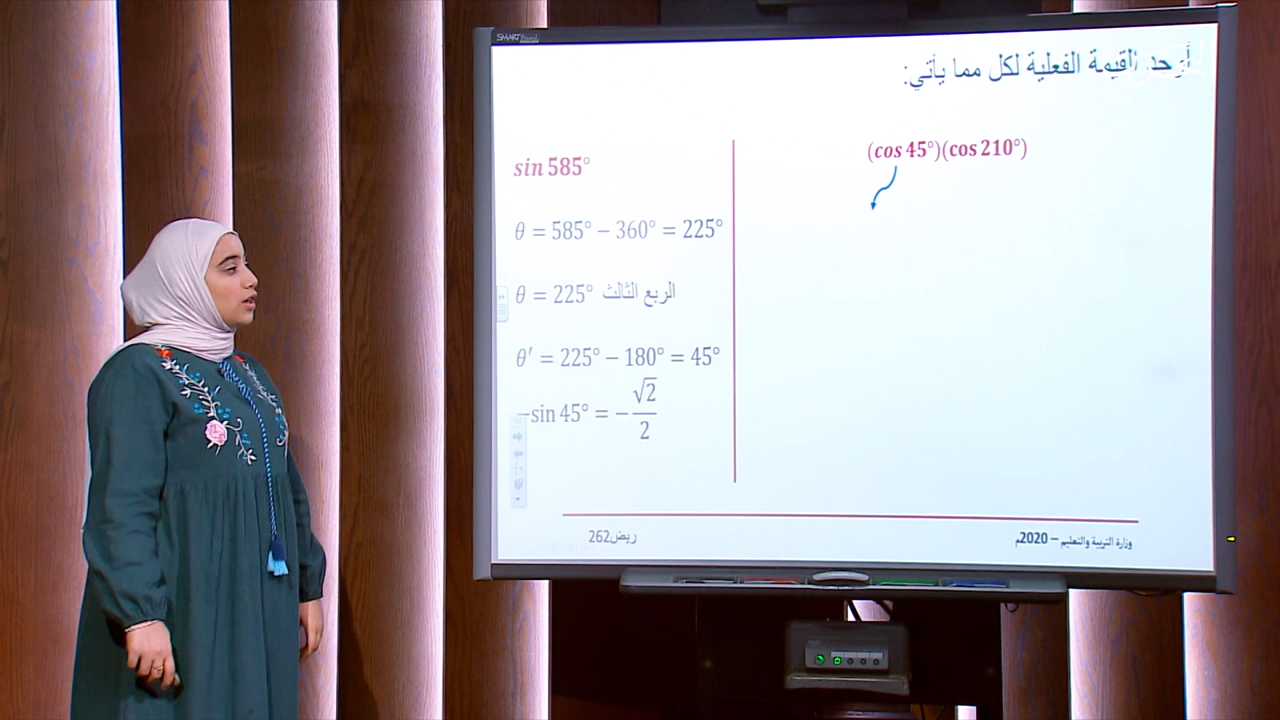 أوجد القيمة الفعلية لكل مما يأتي:
(cos 45°)(cos 210°)
sin 585°
θ = 585° − 360° = 225°
θ = 225° الربع الثالث
θ′ = 225° − 180° = 45°
−sin 45° = −√2/2
وزارة التربية والتعليم – 2020م
ريض262
SMART